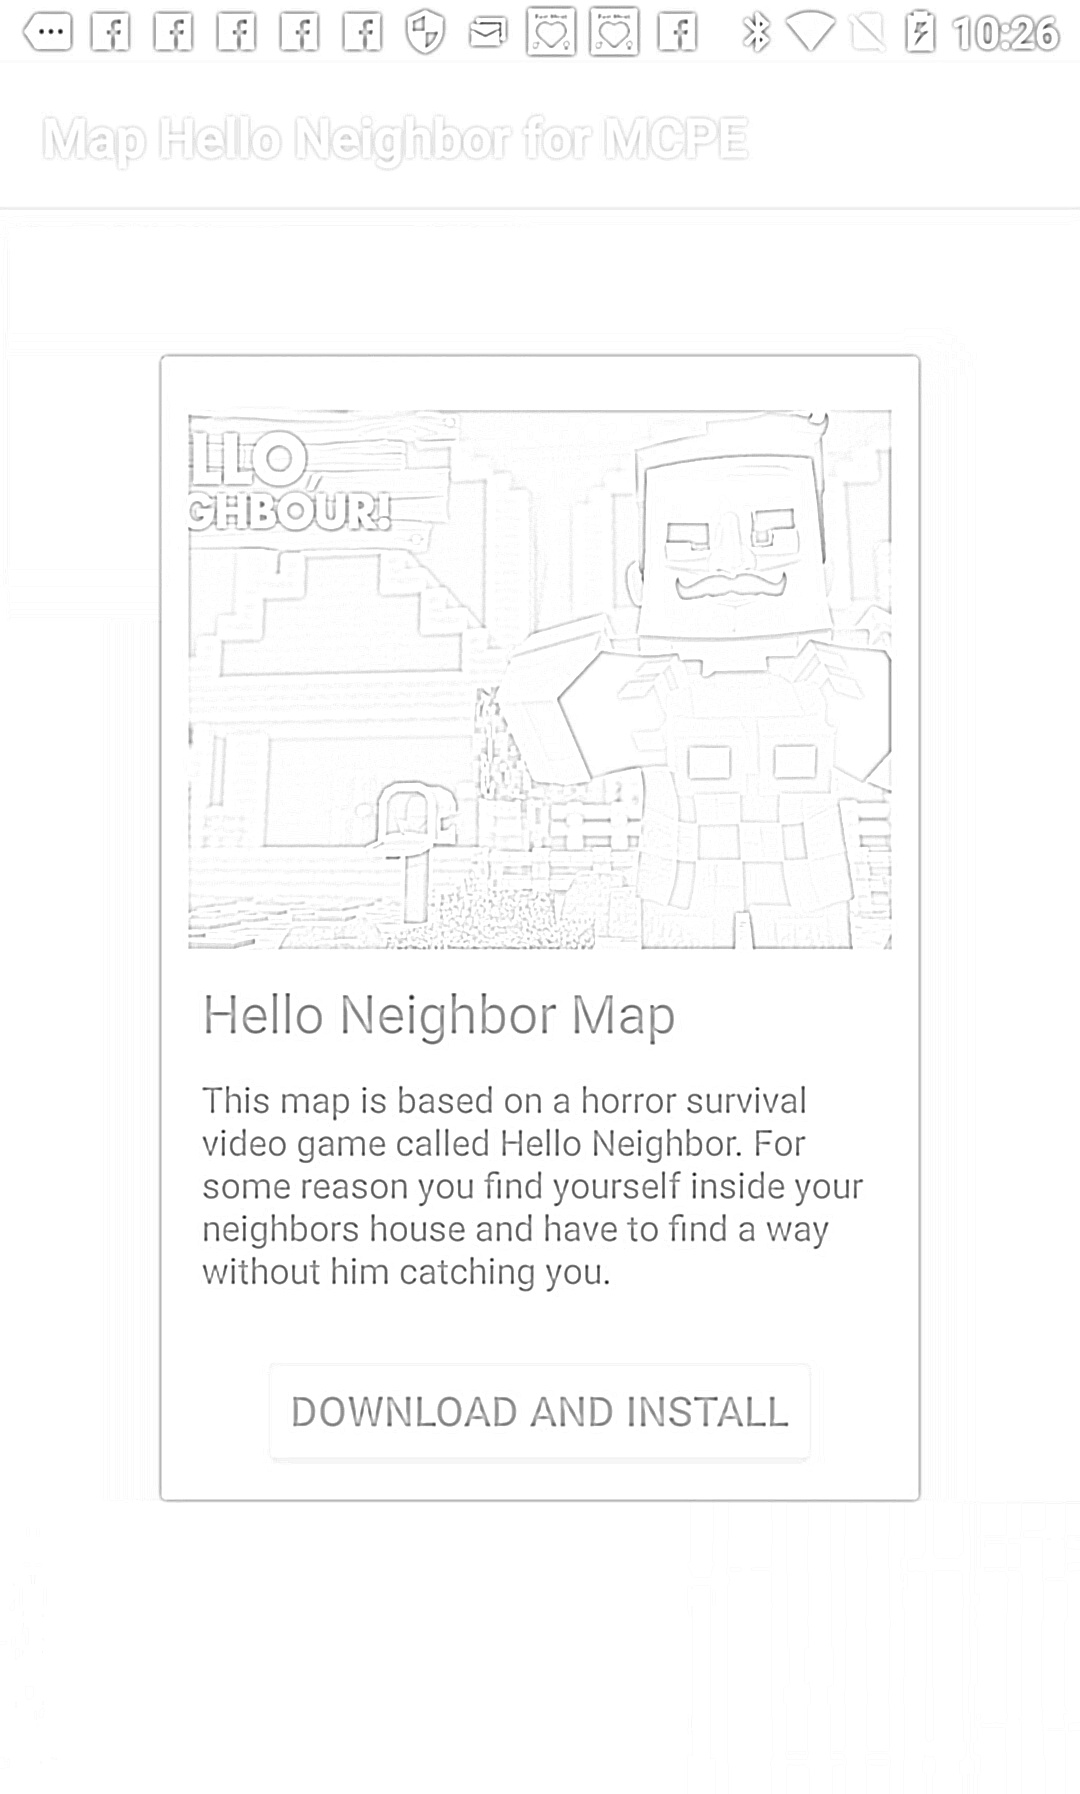 10:26
Map Hello Neighbor for MCPE
LLO,
GHBOUR!
Hello Neighbor Map
This map is based on a horror survival
video game called Hello Neighbor. For
some reason you find yourself inside your
neighbors house and have to find a way
without him catching you.
DOWNLOAD AND INSTALL